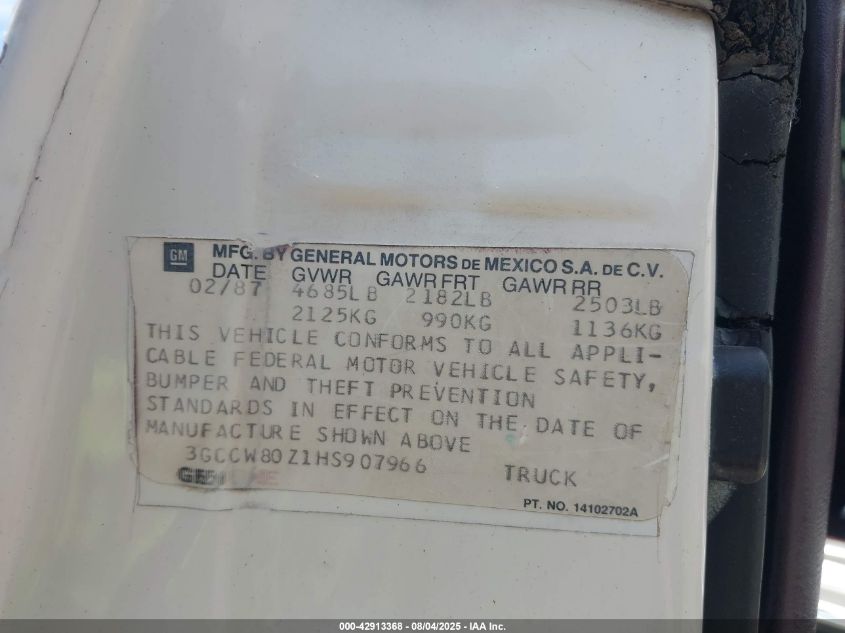 GM MFG. BY GENERAL MOTORS DE MEXICO S.A. DE C.V.
DATE GVWR GAWR FRT GAWR RR
02/87 4685LB 2182LB 2503LB
2125KG 990KG 1136KG
THIS VEHICLE CONFORMS TO ALL APPLI-
CABLE FEDERAL MOTOR VEHICLE SAFETY,
BUMPER AND THEFT PREVENTION
STANDARDS IN EFFECT ON THE DATE OF
MANUFACTURE SHOWN ABOVE
3GCCW80Z1HS907966 TRUCK
PT. NO. 14102702A
000-42913368 - 08/04/2025 - IAA Inc.